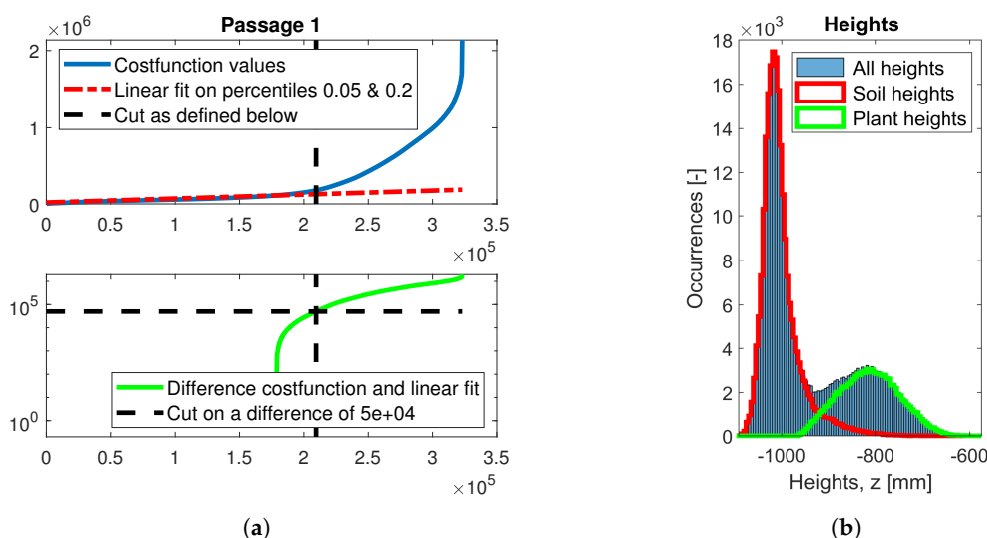 Passage 1
×10^6
2
1
0
Costfunction values
Linear fit on percentiles 0.05 & 0.2
Cut as defined below
0 0.5 1 1.5 2 2.5 3 3.5
×10^5
10^5
10^0
Difference costfunction and linear fit
Cut on a difference of 5e+04
0 0.5 1 1.5 2 2.5 3 3.5
×10^5
(a)
Heights
×10^3
18
16
14
12
10
8
6
4
2
0
Occurrences [-]
All heights
Soil heights
Plant heights
-1000 -800 -600
Heights, z [mm]
(b)